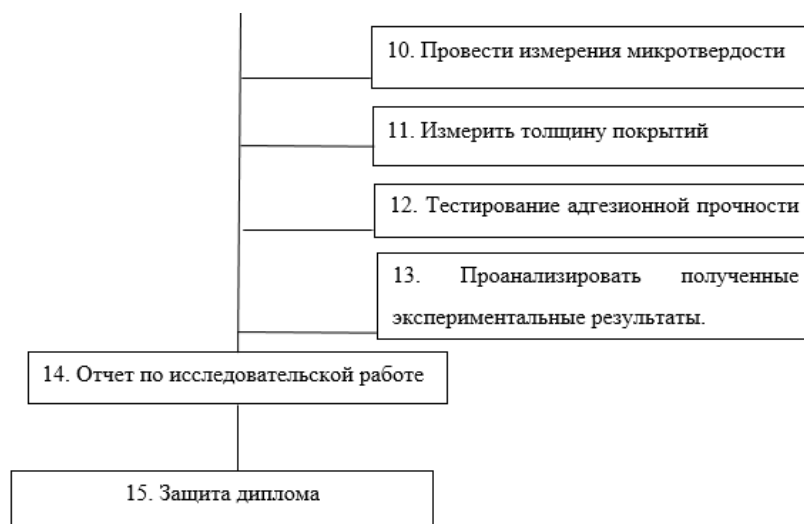 10. Провести измерения микротвердости
11. Измерить толщину покрытий
12. Тестирование адгезионной прочности
13. Проанализировать полученные
экспериментальные результаты.
14. Отчет по исследовательской работе
15. Защита диплома